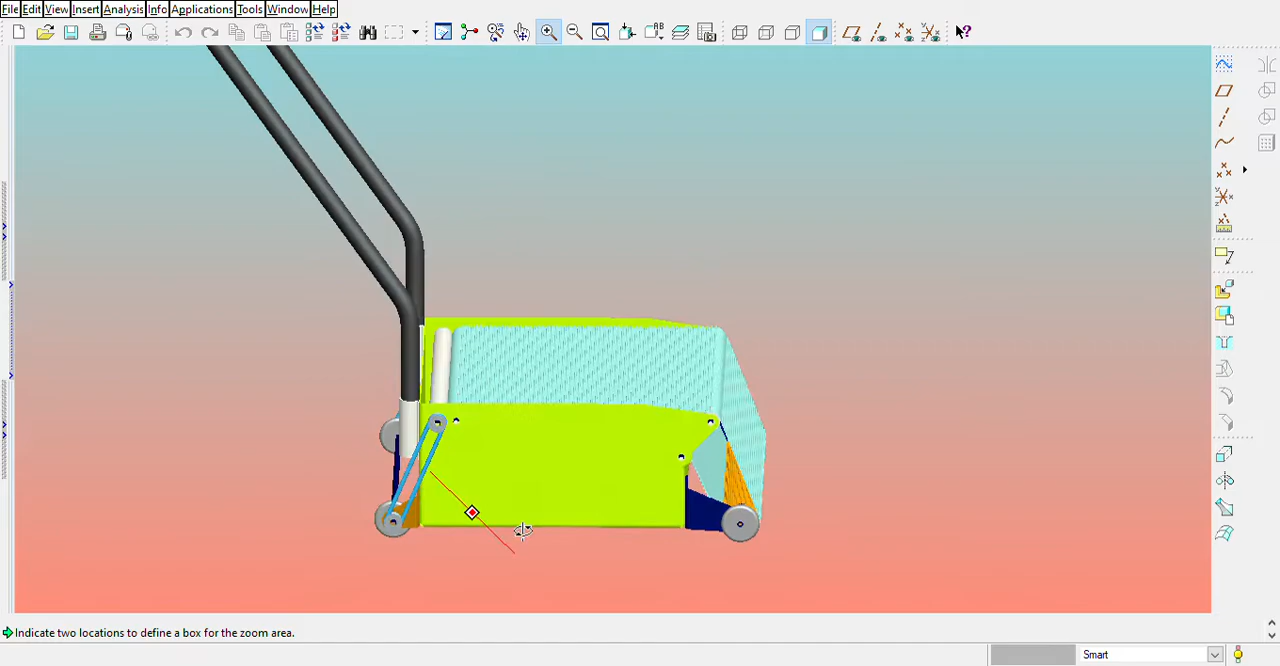 File Edit View Insert Analysis Info Applications Tools Window Help
Indicate two locations to define a box for the zoom area.
Smart